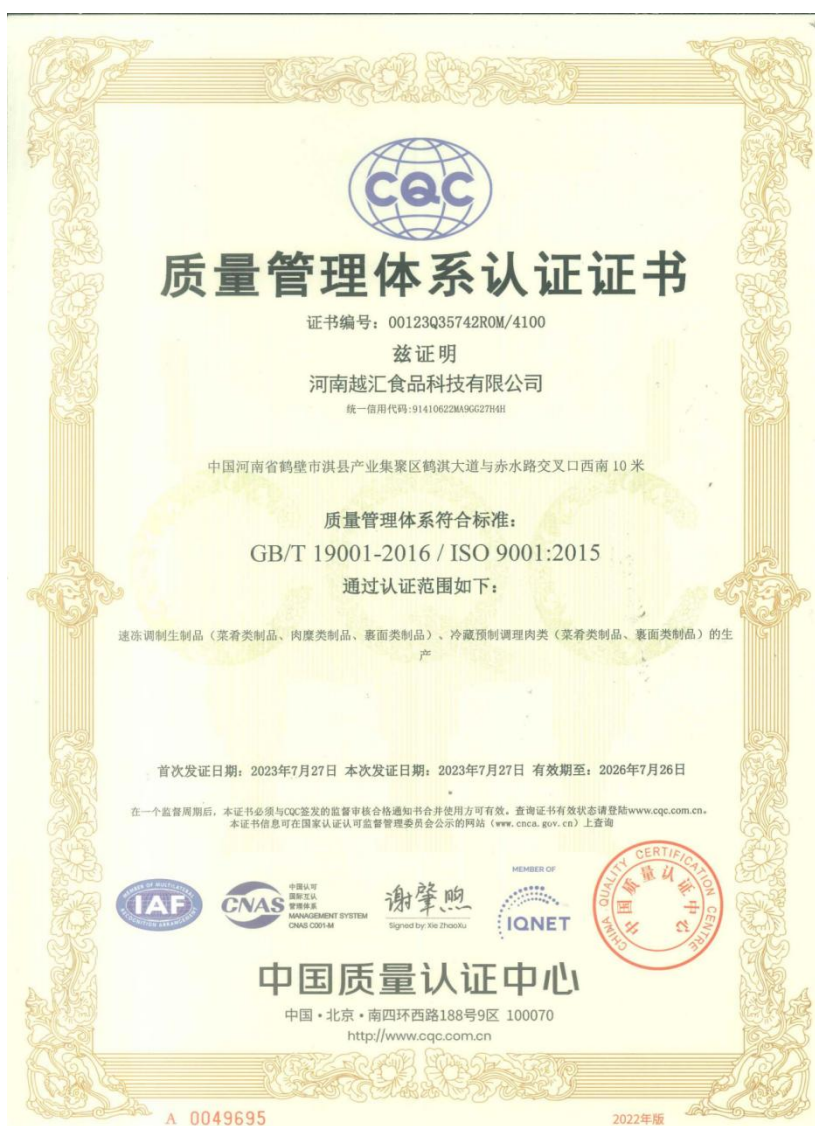 CQC
质量管理体系认证证书
证书编号：00123Q35742R0M/4100
兹证明
河南越汇食品科技有限公司
统一信用代码:91410622MA9GG27H4H
中国河南省鹤壁市淇县产业集聚区鹤淇大道与赤水路交叉口西南 10 米
质量管理体系符合标准：
GB/T 19001-2016 / ISO 9001:2015
通过认证范围如下：
速冻调制生制品（菜肴类制品、肉糜类制品、裹面类制品）、冷藏预制调理肉类（菜肴类制品、裹面类制品）的生
产
首次发证日期：2023年7月27日 本次发证日期：2023年7月27日 有效期至：2026年7月26日
在一个监督周期后，本证书必须与CQC签发的监督审核合格通知书合并使用方可有效。查询证书有效状态请登陆www.cqc.com.cn。
本证书信息可在国家认证认可监督管理委员会公示的网站（www.cnca.gov.cn）上查询
MEMBER OF MULTILATERAL
IAF
RECOGNITION ARRANGEMENT
CNAS
中国认可
国际互认
管理体系
MANAGEMENT SYSTEM
CNAS C001-M
谢肇煦
Signed by: Xie ZhaoXu
MEMBER OF
IQNET
CHINA QUALITY CERTIFICATION CENTRE
中国质量认证中心
中国质量认证中心
中国·北京·南四环西路188号9区 100070
http://www.cqc.com.cn
A 0049695
2022年版